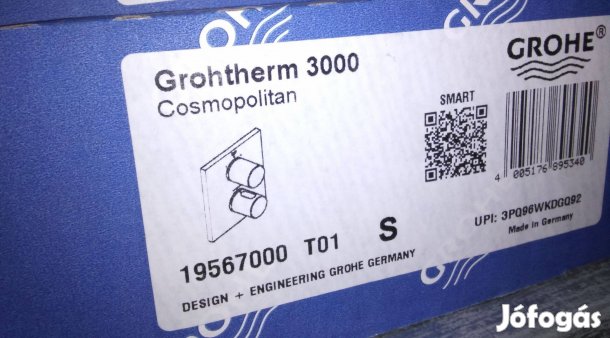 Grohtherm 3000
Cosmopolitan
GROHE®
SMART
4 005176 895340
19567000 T01 S
UPI: 3PQ96WKDGQ92
Made in Germany
DESIGN + ENGINEERING GROHE GERMANY
Jófogás